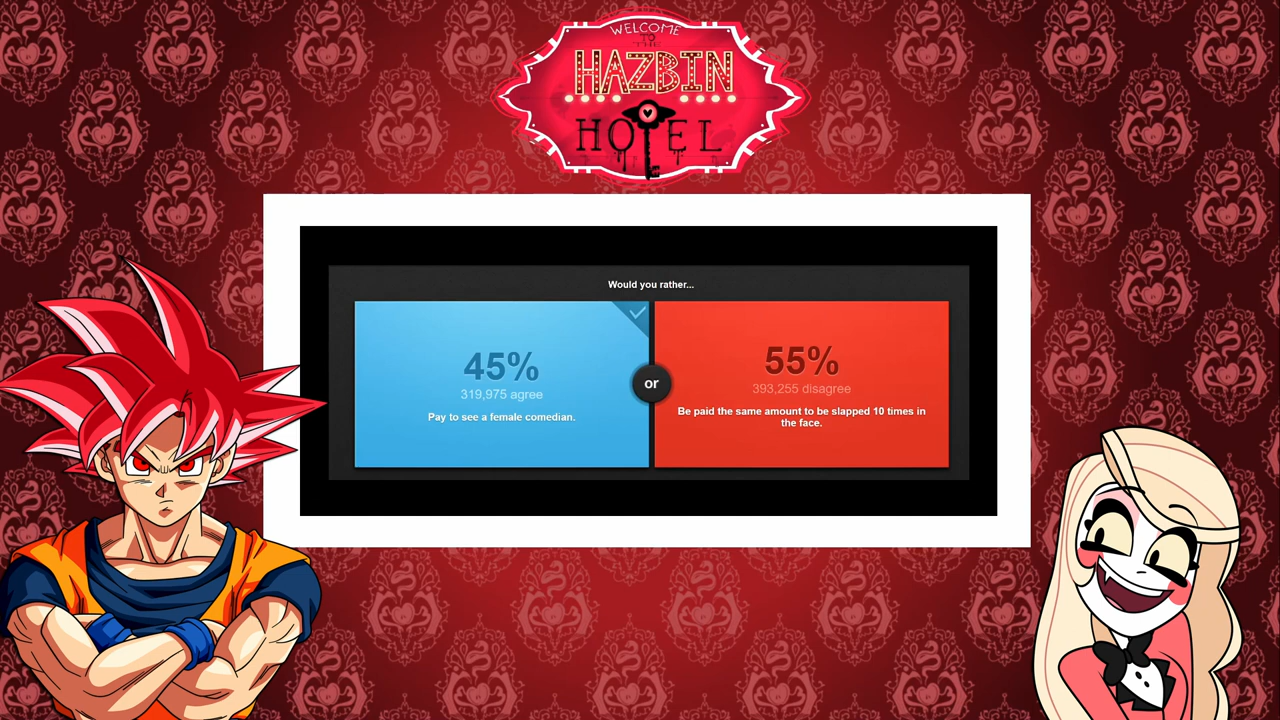 WELCOME
TO
THE
HAZBIN
HOTEL
Would you rather...
45%
319,975 agree
Pay to see a female comedian.
or
55%
393,255 disagree
Be paid the same amount to be slapped 10 times in
the face.